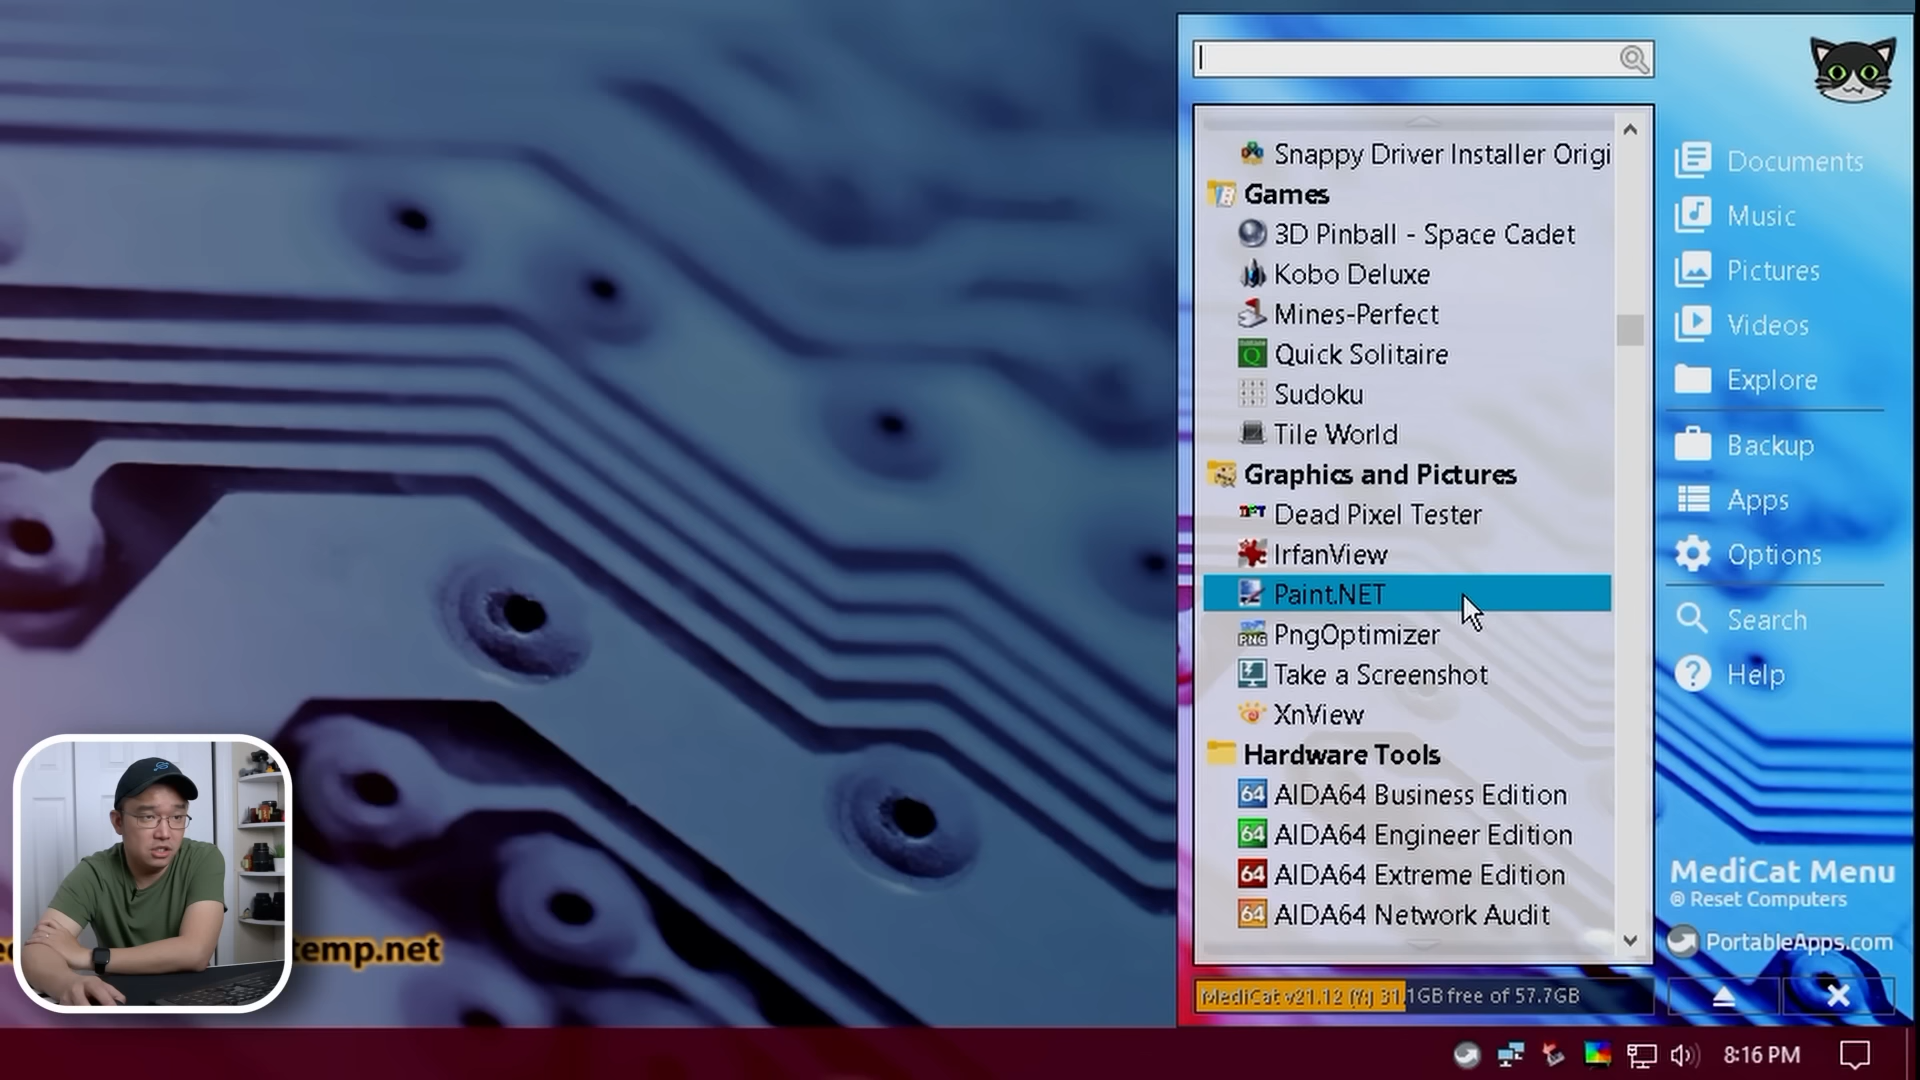 Snappy Driver Installer Origi
Games
3D Pinball - Space Cadet
Kobo Deluxe
Mines-Perfect
Quick Solitaire
Sudoku
Tile World
Graphics and Pictures
Dead Pixel Tester
IrfanView
Paint.NET
PngOptimizer
Take a Screenshot
XnView
Hardware Tools
AIDA64 Business Edition
AIDA64 Engineer Edition
AIDA64 Extreme Edition
AIDA64 Network Audit
MediCat v21.12 (Y:) 31.1GB free of 57.7GB
Documents
Music
Pictures
Videos
Explore
Backup
Apps
Options
Search
Help
MediCat Menu
® Reset Computers
PortableApps.com
temp.net
8:16 PM